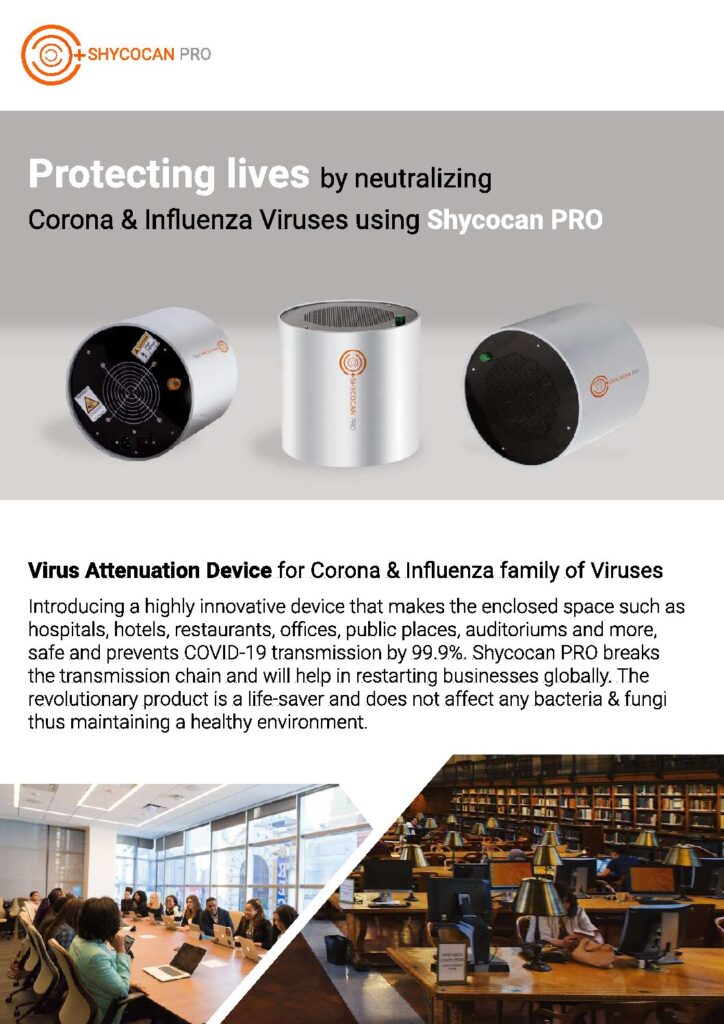 SHYCOCAN PRO
Protecting lives by neutralizing
Corona & Influenza Viruses using Shycocan PRO
SHYCOCAN PRO
SHYCOCAN PRO
Virus Attenuation Device for Corona & Influenza family of Viruses
Introducing a highly innovative device that makes the enclosed space such as
hospitals, hotels, restaurants, offices, public places, auditoriums and more,
safe and prevents COVID-19 transmission by 99.9%. Shycocan PRO breaks
the transmission chain and will help in restarting businesses globally. The
revolutionary product is a life-saver and does not affect any bacteria & fungi
thus maintaining a healthy environment.